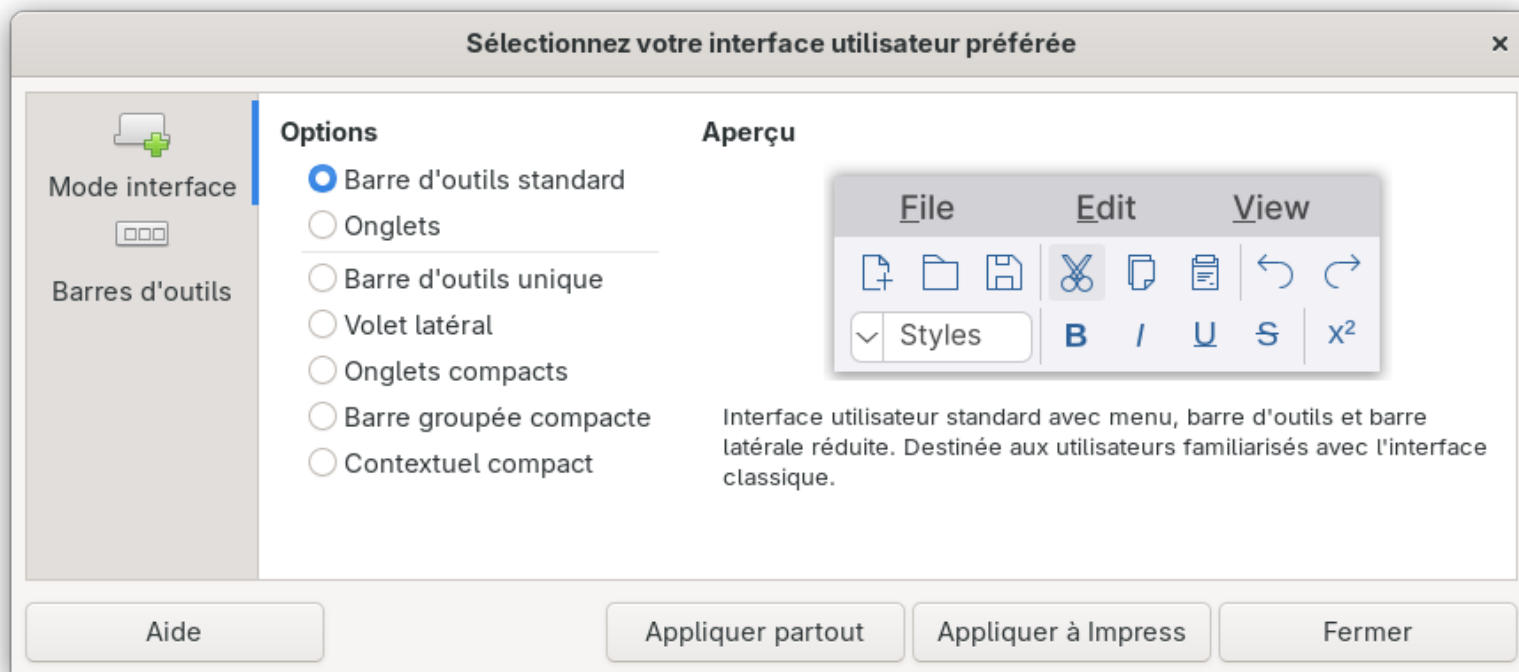 Sélectionnez votre interface utilisateur préférée
Mode interface
Barres d'outils
Options
Barre d'outils standard
Onglets
Barre d'outils unique
Volet latéral
Onglets compacts
Barre groupée compacte
Contextuel compact
Aperçu
File Edit View
Styles B I U S x²
Interface utilisateur standard avec menu, barre d'outils et barre
latérale réduite. Destinée aux utilisateurs familiarisés avec l'interface
classique.
Aide Appliquer partout Appliquer à Impress Fermer